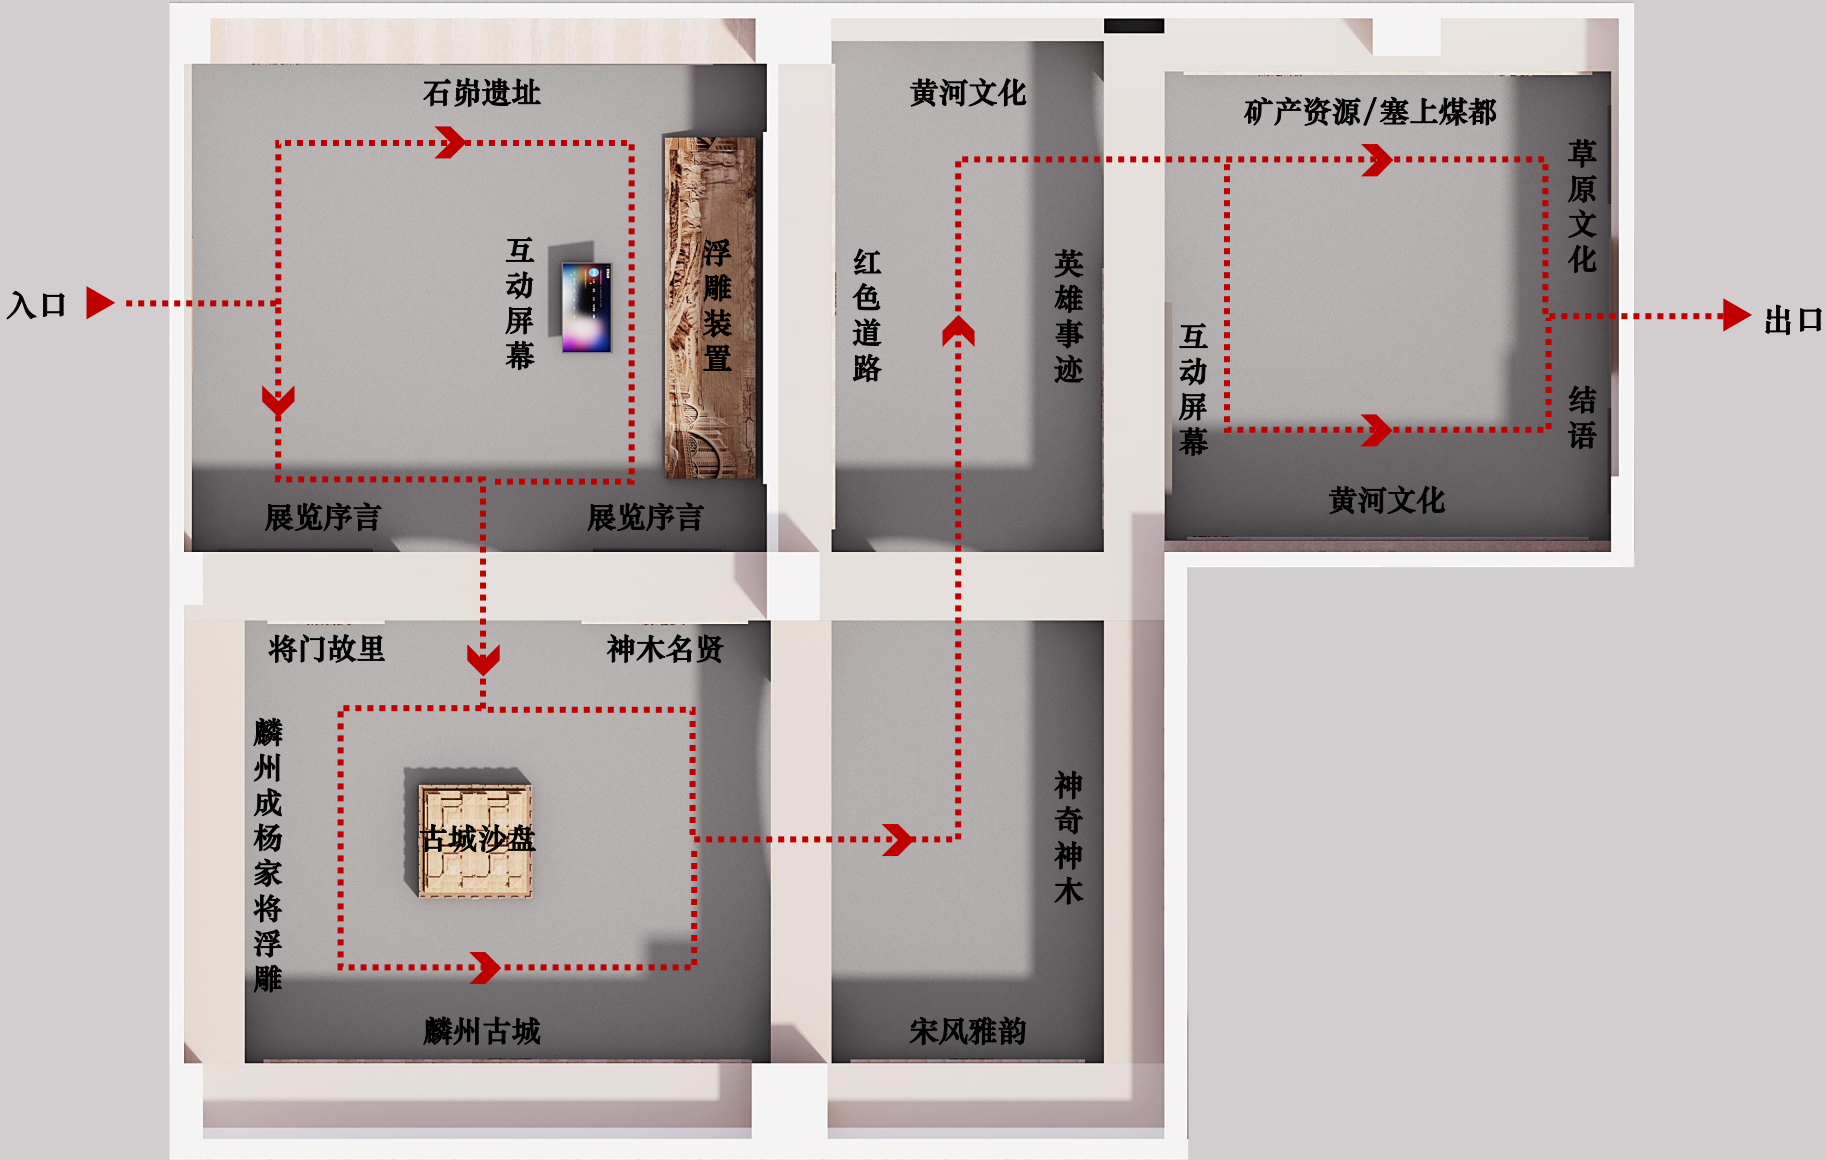 石峁遗址
黄河文化
矿产资源/塞上煤都
草原文化
互动屏幕
浮雕装置
红色道路
英雄事迹
入口
出口
互动屏幕
结语
展览序言
展览序言
黄河文化
将门故里
神木名贤
麟州成杨家将浮雕
古城沙盘
神奇神木
麟州古城
宋风雅韵